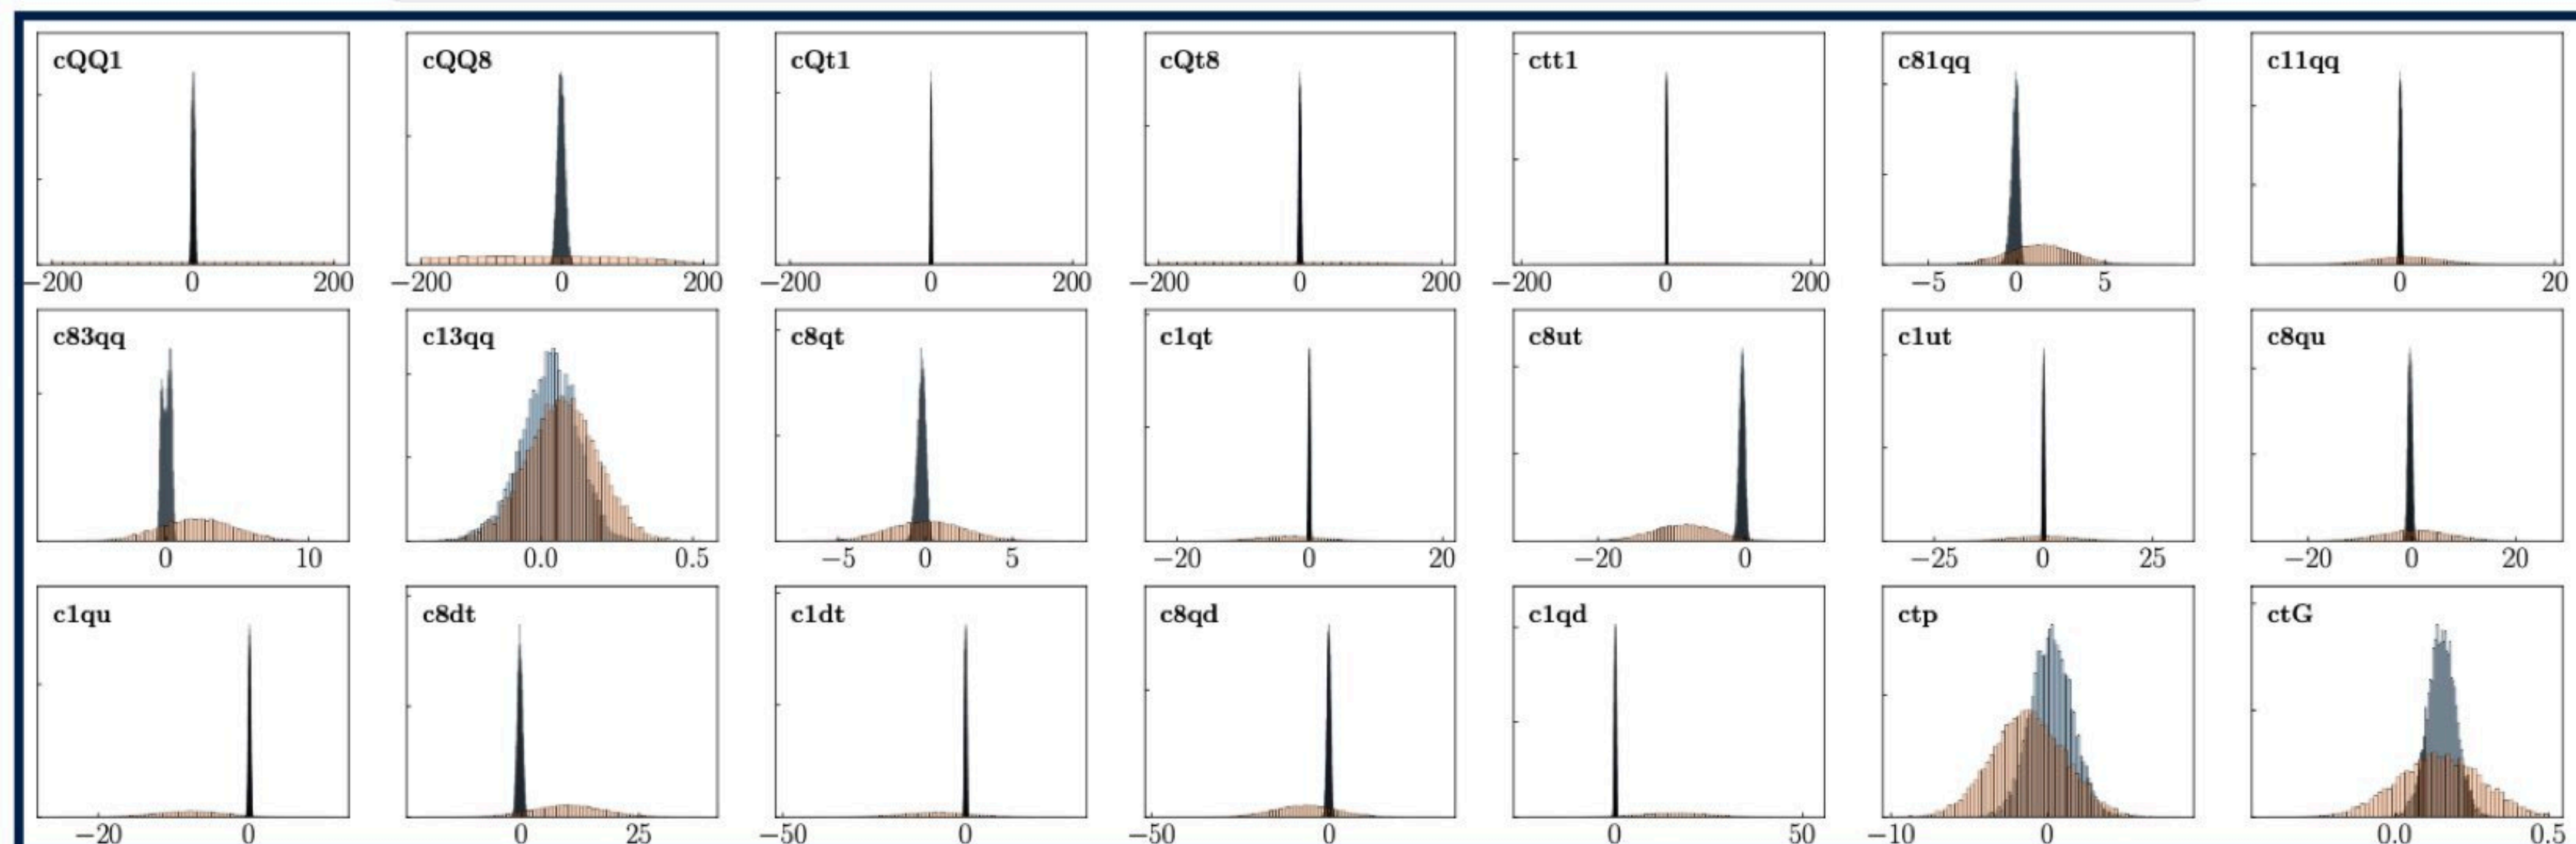 cQQ1 cQQ8 cQt1 cQt8 ctt1 c81qq c11qq
−200 0 200 −200 0 200 −200 0 200 −200 0 200 −200 0 200 −5 0 5 0 20
c83qq c13qq c8qt c1qt c8ut c1ut c8qu
0 10 0.0 0.5 −5 0 5 −20 0 20 −20 0 −25 0 25 −20 0 20
c1qu c8dt c1dt c8qd c1qd ctp ctG
−20 0 0 25 −50 0 −50 0 0 50 −10 0 0.0 0.5